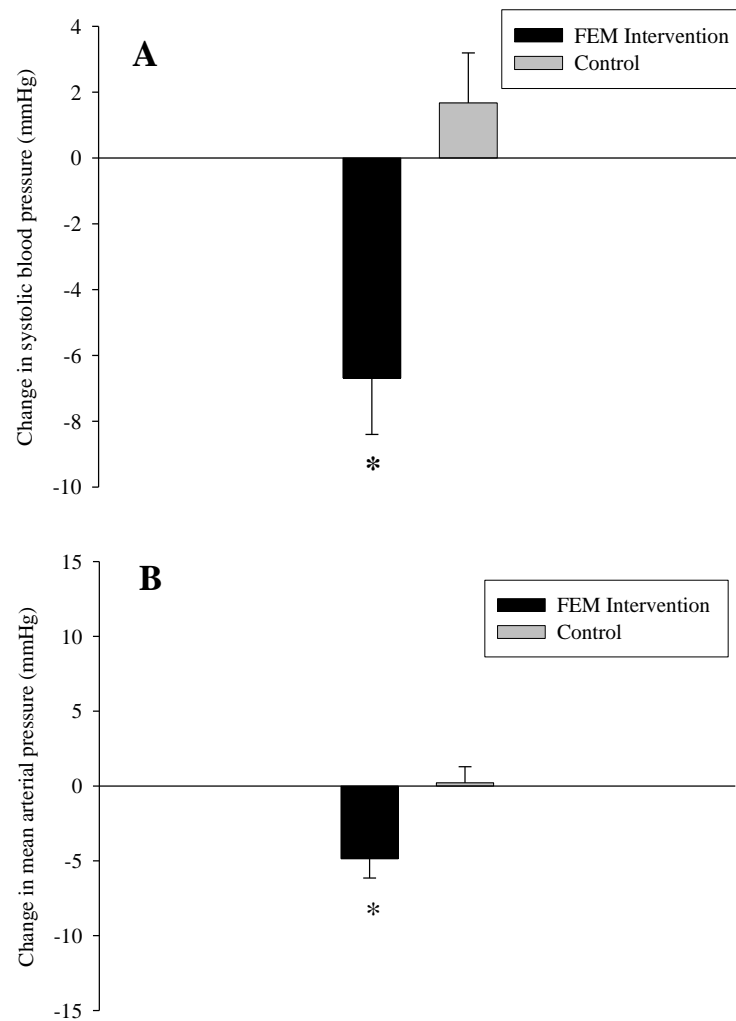 A
FEM Intervention
Control
Change in systolic blood pressure (mmHg)
4
2
0
-2
-4
-6
-8
-10
*
B
FEM Intervention
Control
Change in mean arterial pressure (mmHg)
15
10
5
0
-5
-10
-15
*